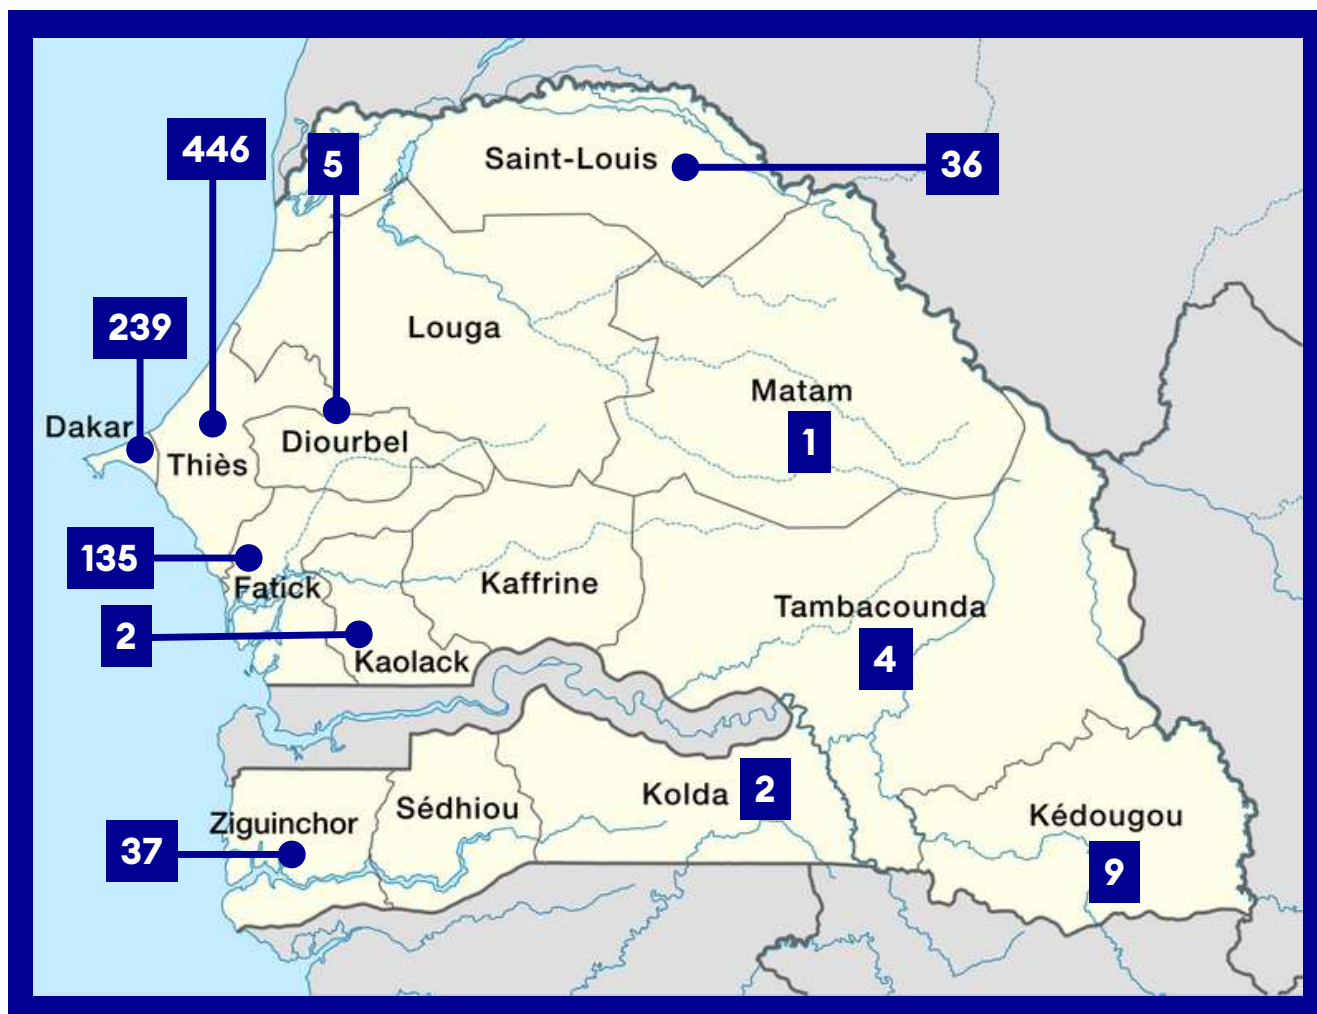 446
5
Saint-Louis
36
239
Louga
Matam
1
Dakar
Thiès
Diourbel
135
Fatick
Kaffrine
Tambacounda
4
2
Kaolack
Kolda
2
Sédhiou
Ziguinchor
37
Kédougou
9